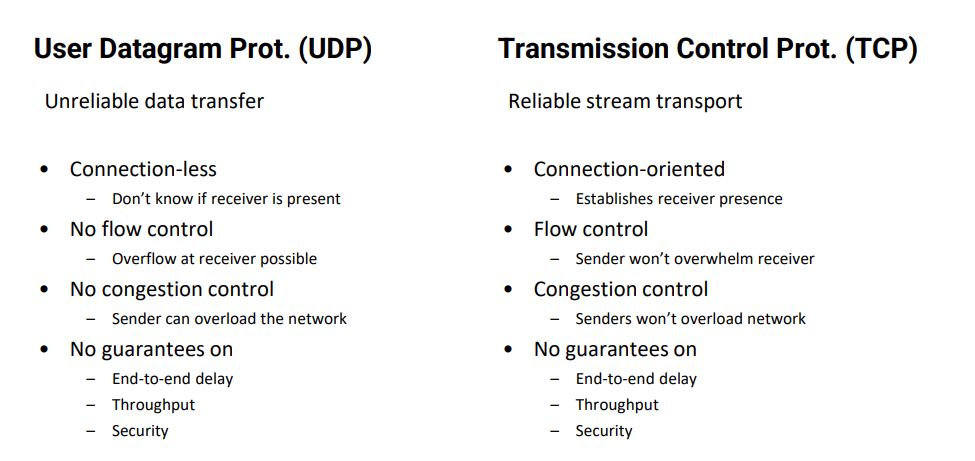 User Datagram Prot. (UDP)
Unreliable data transfer
• Connection-less
– Don’t know if receiver is present
• No flow control
– Overflow at receiver possible
• No congestion control
– Sender can overload the network
• No guarantees on
– End-to-end delay
– Throughput
– Security
Transmission Control Prot. (TCP)
Reliable stream transport
• Connection-oriented
– Establishes receiver presence
• Flow control
– Sender won’t overwhelm receiver
• Congestion control
– Senders won’t overload network
• No guarantees on
– End-to-end delay
– Throughput
– Security